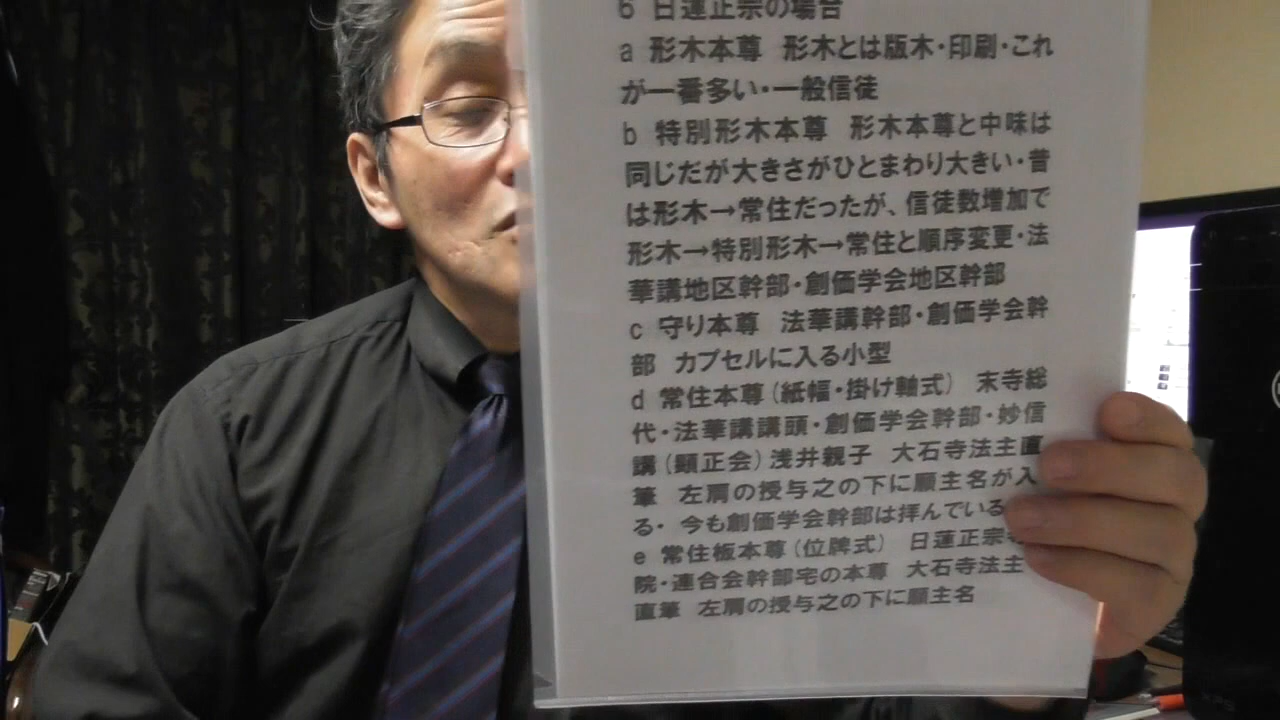 6 日蓮正宗の場合
a 形木本尊 形木とは版木・印刷・これ
が一番多い・一般信徒
b 特別形木本尊 形木本尊と中味は
同じだが大きさがひとまわり大きい・昔
は形木→常住だったが、信徒数増加で
形木→特別形木→常住と順序変更・法
華講地区幹部・創価学会地区幹部
c 守り本尊 法華講幹部・創価学会幹
部 カプセルに入る小型
d 常住本尊(紙幅・掛け軸式) 末寺総
代・法華講講頭・創価学会幹部・妙信
講(顕正会)浅井親子 大石寺法主直
筆 左肩の授与之の下に願主名が入
る・ 今も創価学会幹部は拝んでいる
e 常住板本尊(位牌式) 日蓮正宗
院・連合会幹部宅の本尊 大石寺法主
直筆 左肩の授与之の下に願主名